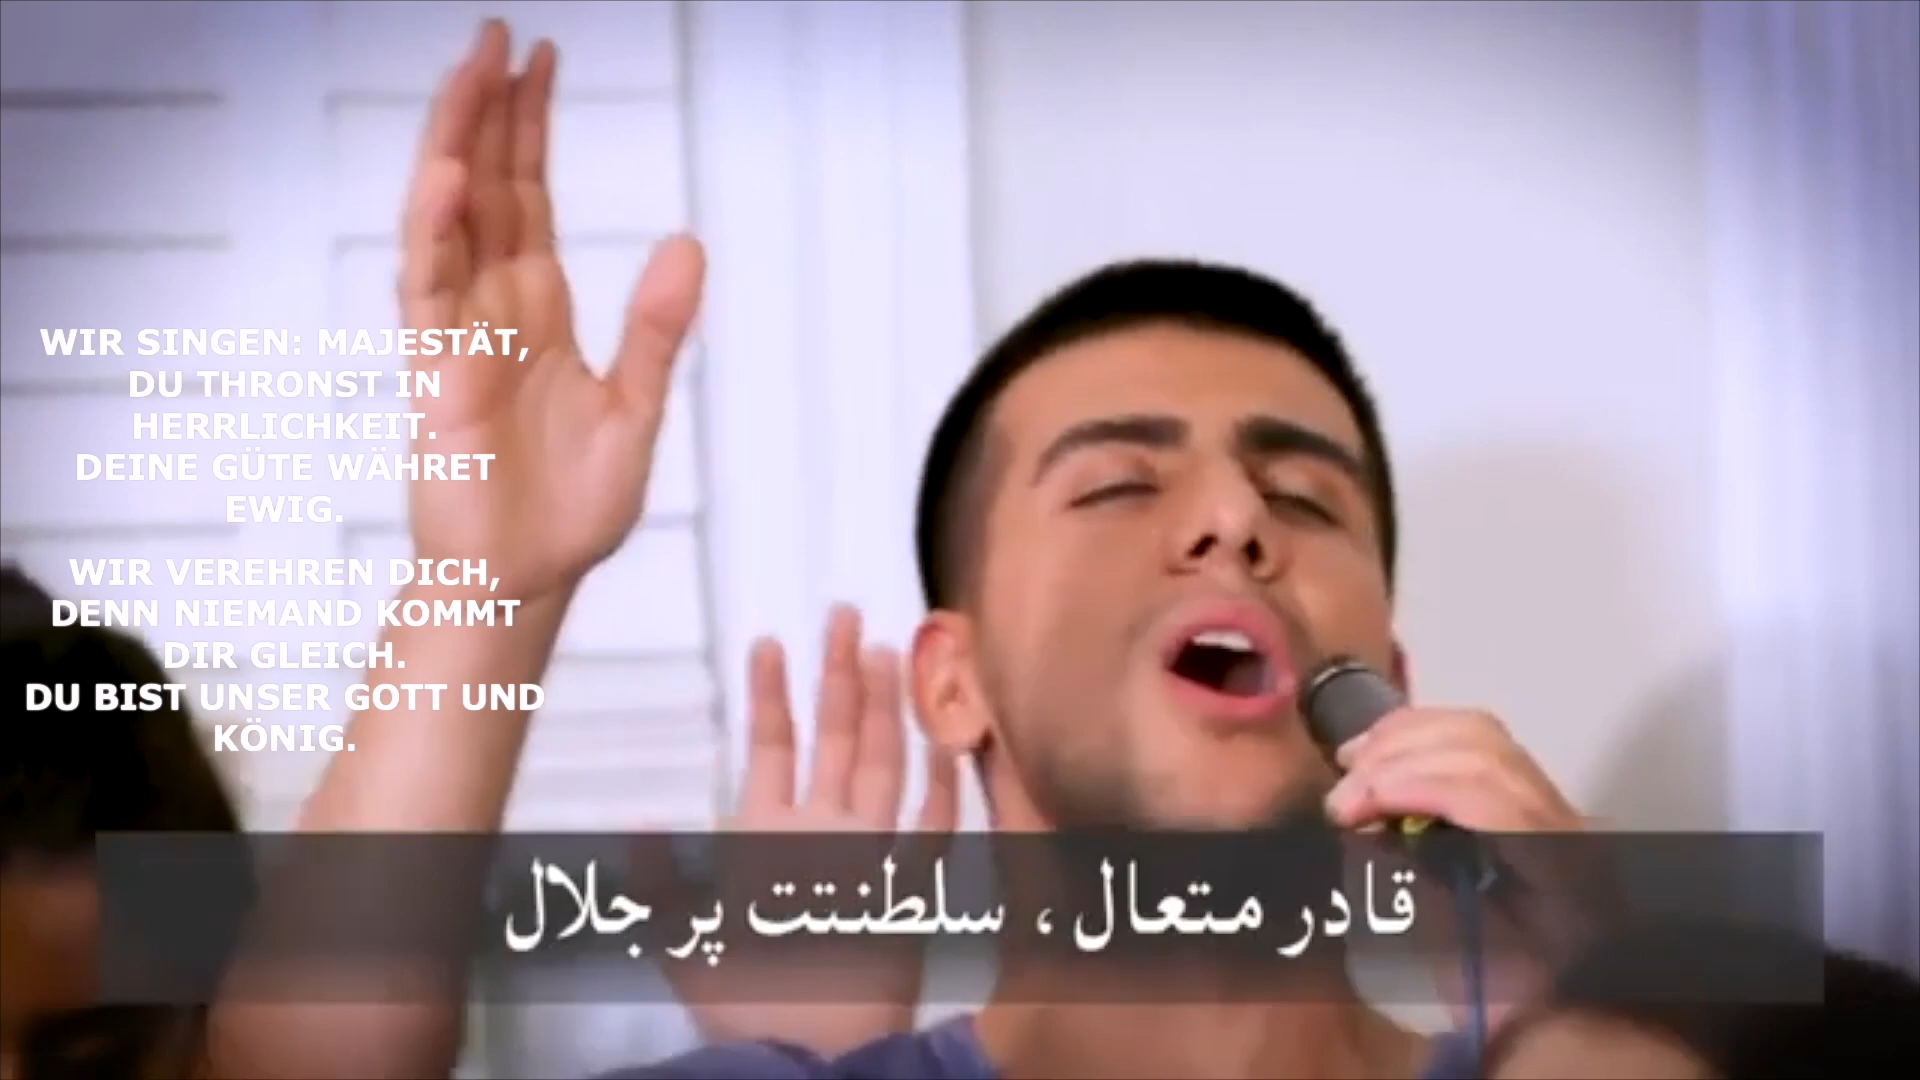 WIR SINGEN: MAJESTÄT,
DU THRONST IN
HERRLICHKEIT.
DEINE GÜTE WÄHRET
EWIG.
WIR VEREHREN DICH,
DENN NIEMAND KOMMT
DIR GLEICH.
DU BIST UNSER GOTT UND
KÖNIG.
قادر متعال ، سلطنتت پر جلال